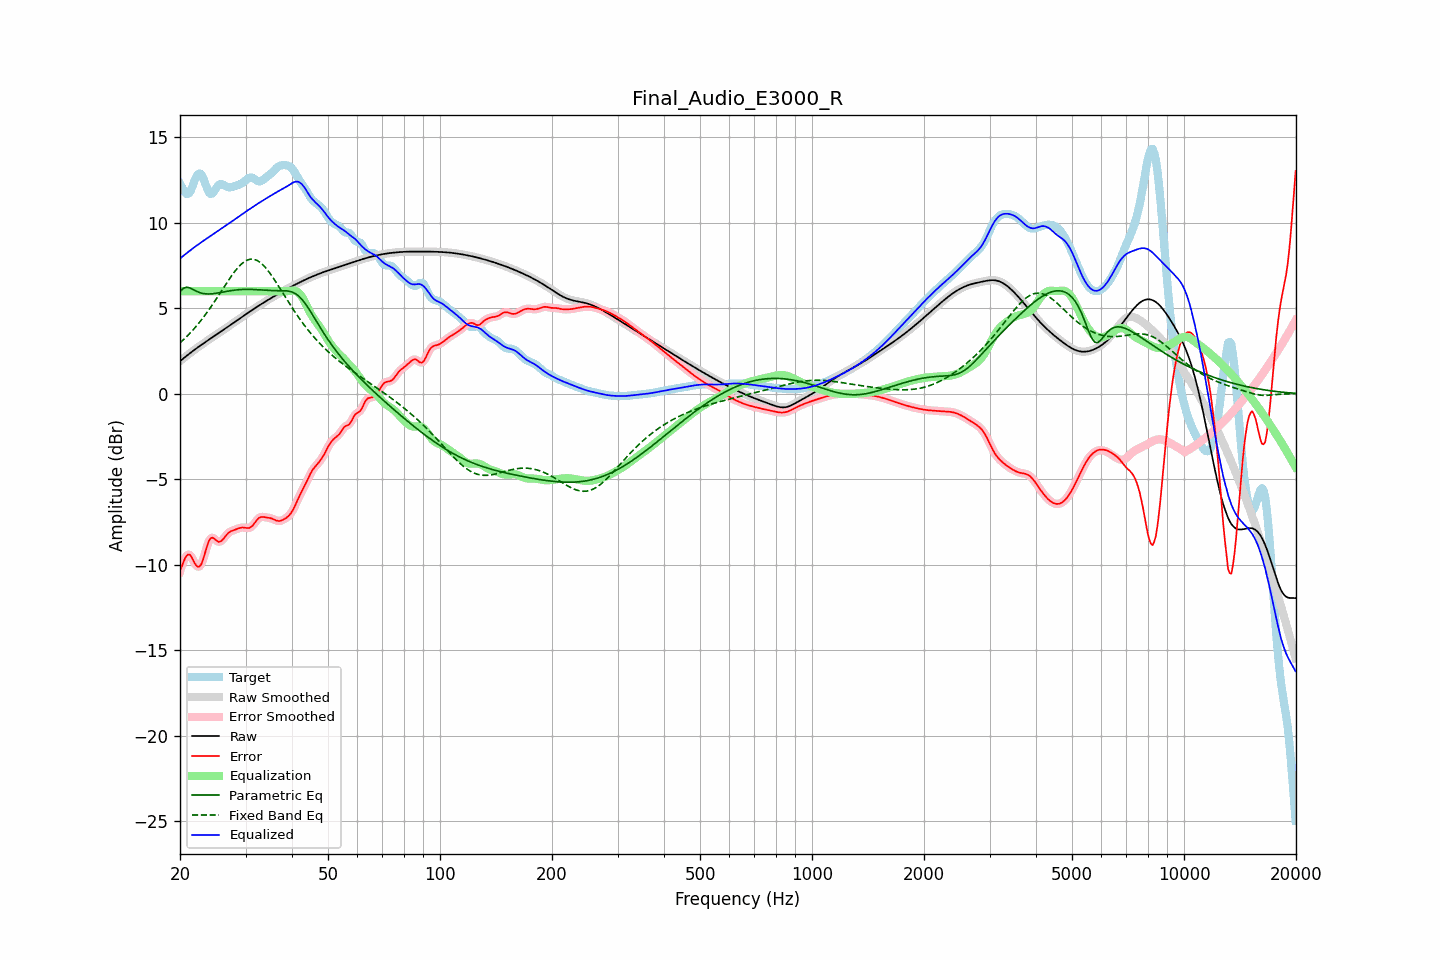 Final_Audio_E3000_R
15
10
5
0
−5
−10
−15
−20
−25
Amplitude (dBr)
Target
Raw Smoothed
Error Smoothed
Raw
Error
Equalization
Parametric Eq
Fixed Band Eq
Equalized
20 50 100 200 500 1000 2000 5000 10000 20000
Frequency (Hz)